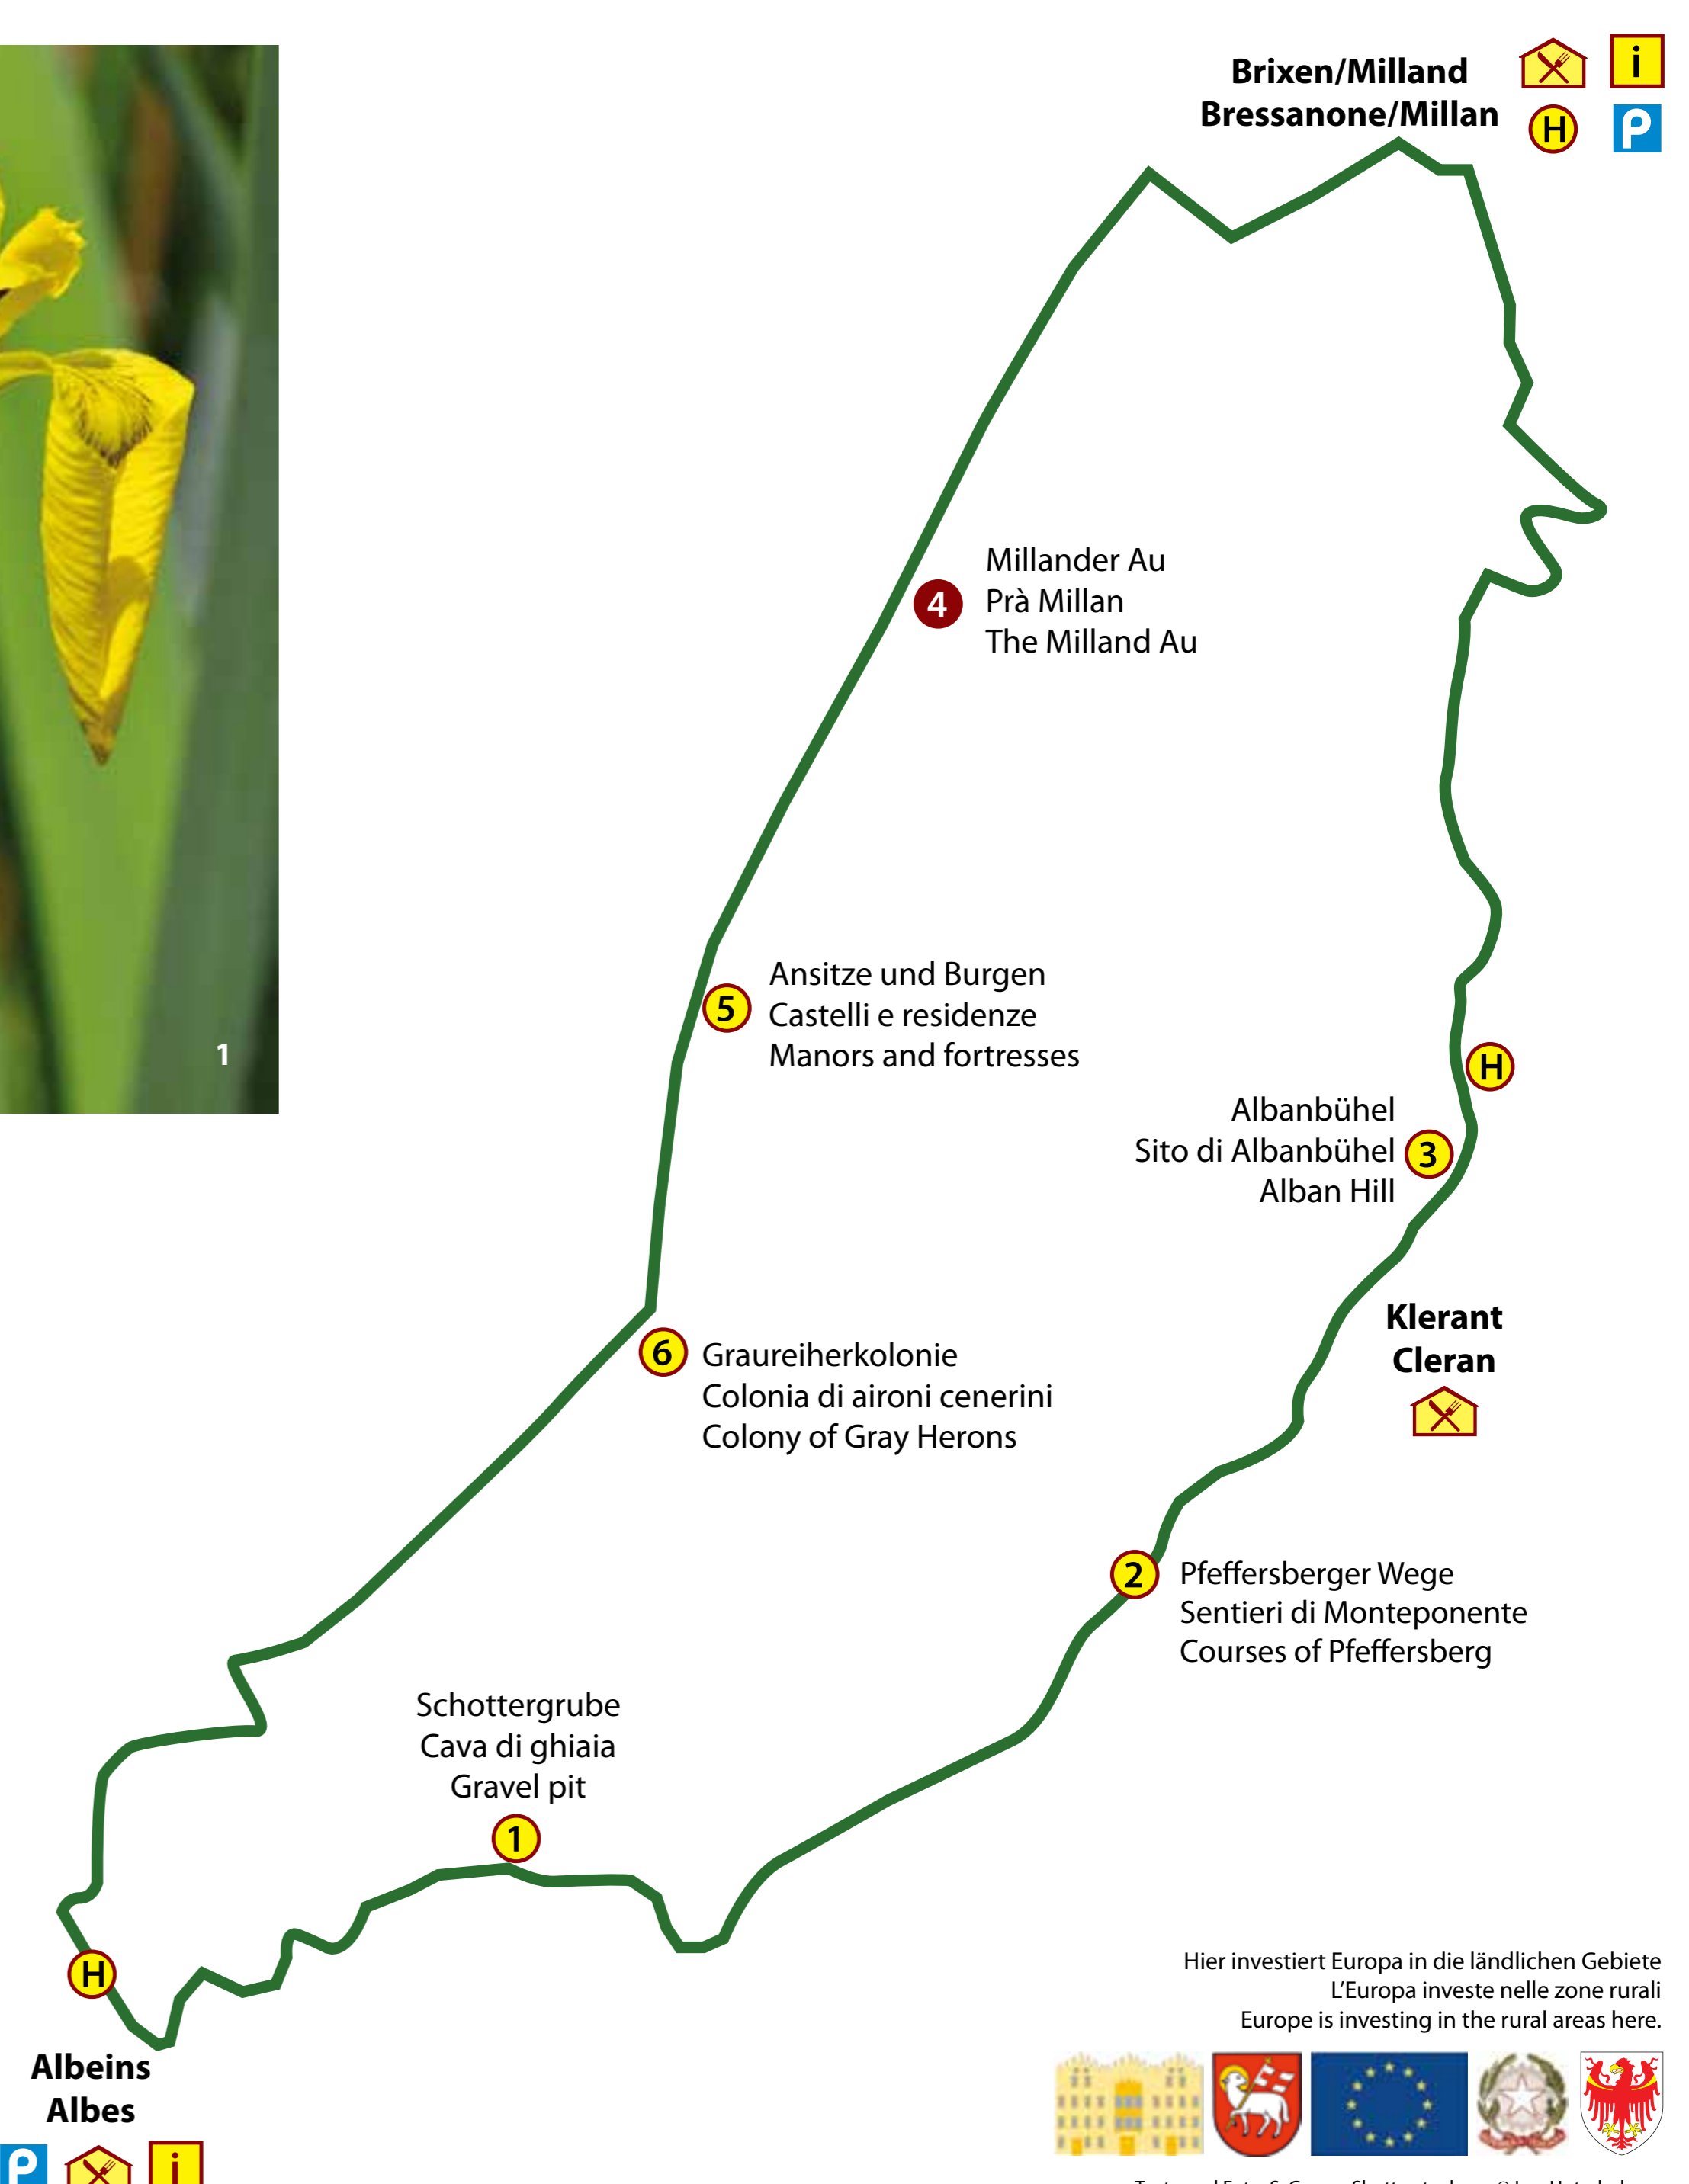 Brixen/Milland
Bressanone/Millan
i
H
P
Millander Au
4
Prà Millan
The Milland Au
Ansitze und Burgen
5
Castelli e residenze
Manors and fortresses
1
H
Albanbühel
Sito di Albanbühel
3
Alban Hill
Klerant
Cleran
6
Graureiherkolonie
Colonia di aironi cenerini
Colony of Gray Herons
2
Pfeffersberger Wege
Sentieri di Monteponente
Courses of Pfeffersberg
Schottergrube
Cava di ghiaia
Gravel pit
1
H
Hier investiert Europa in die ländlichen Gebiete
L'Europa investe nelle zone rurali
Europe is investing in the rural areas here.
Albeins
Albes
P
i